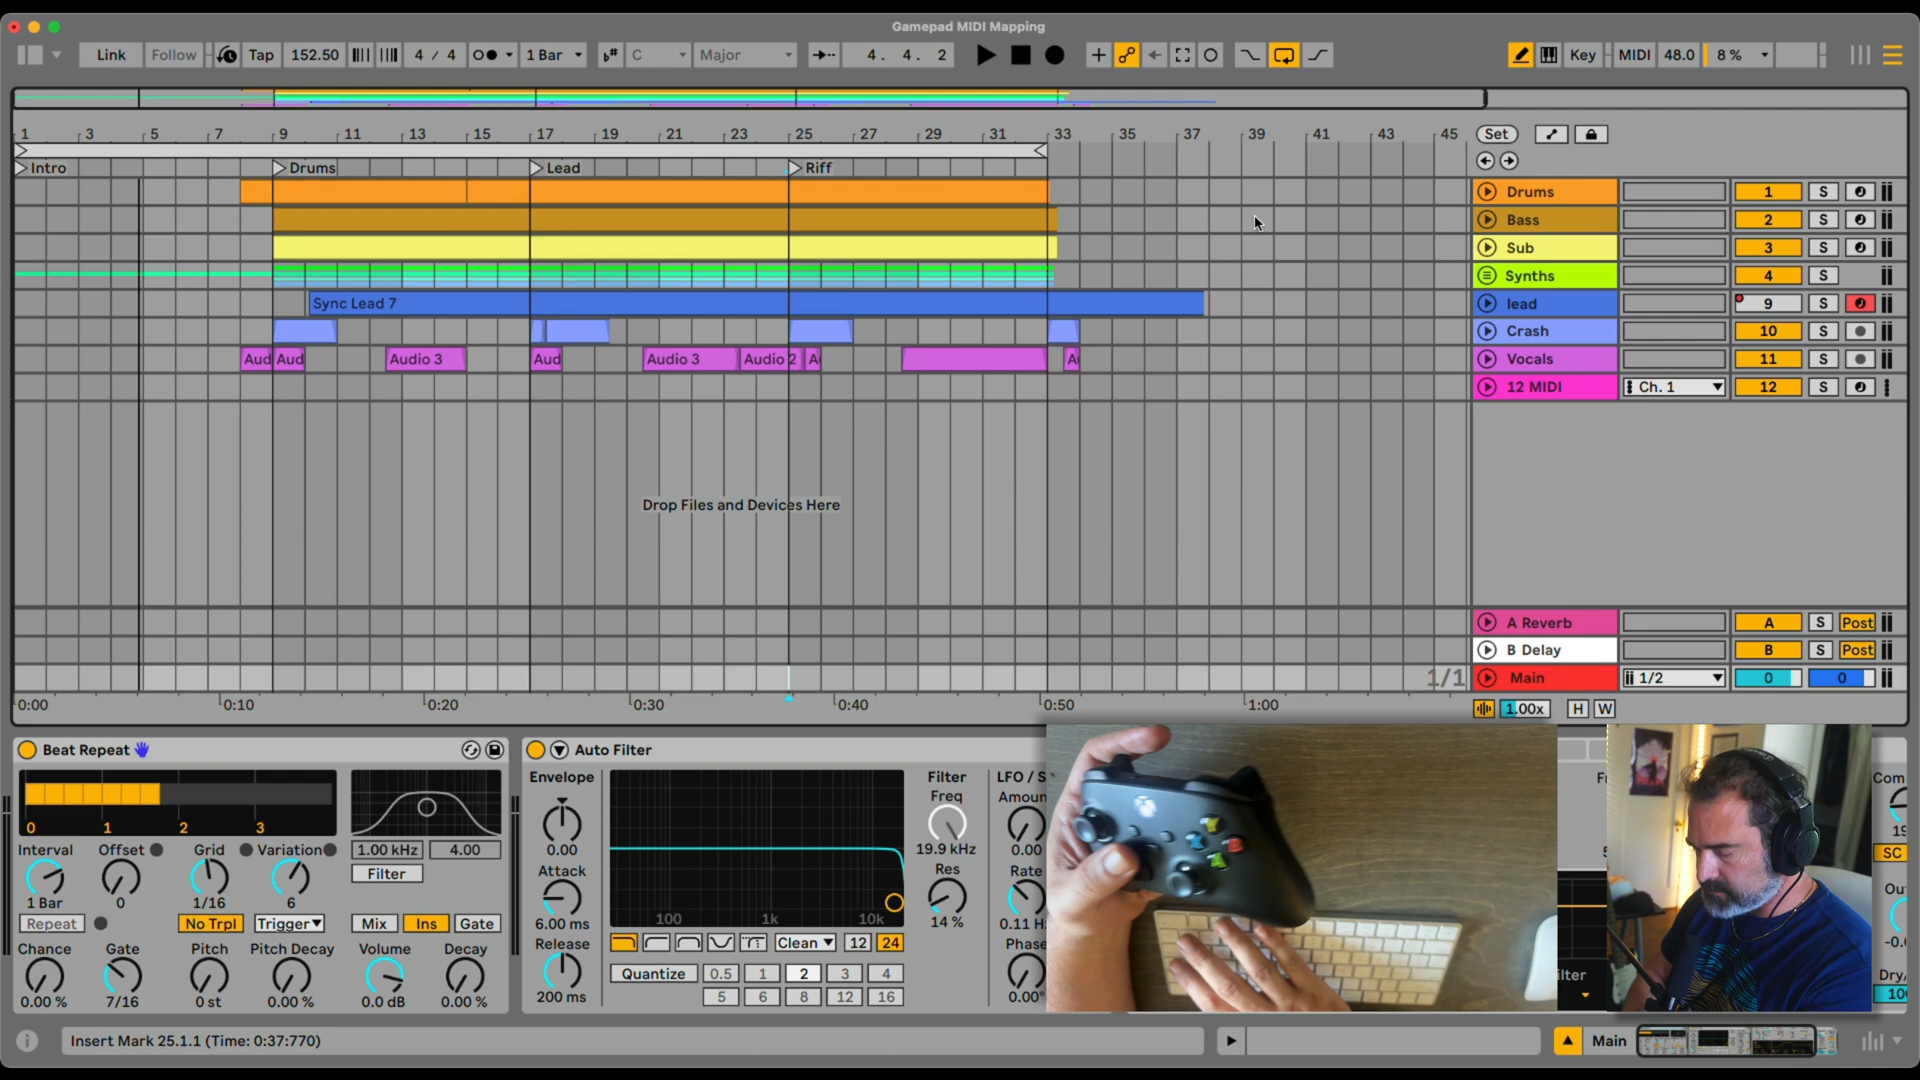 Gamepad MIDI Mapping
Link Follow Tap 152.50 4 / 4 1 Bar C Major 4. 4. 2 Key MIDI 48.0 8 %
1 3 5 7 9 11 13 15 17 19 21 23 25 27 29 31 33 35 37 39 41 43 45 Set
Intro Drums Lead Riff
Drums 1 S
Bass 2 S
Sub 3 S
Synths 4 S
Sync Lead 7 lead 9 S
Crash 10 S
Aud Aud Audio 3 Aud Audio 3 Audio 2 A A Vocals 11 S
12 MIDI Ch. 1 12 S
Drop Files and Devices Here
A Reverb A S Post
B Delay B S Post
1/1 Main 1/2 0 0
0:00 0:10 0:20 0:30 0:40 0:50 1:00 1.00x H W
Beat Repeat Auto Filter
Envelope Filter LFO / S
Freq Amoun
0 1 2 3
0.00 19.9 kHz 0.00
Interval Offset Grid Variation 1.00 kHz 4.00
Attack Res Rate
Filter
1 Bar 0 1/16 6
100 1k 10k
6.00 ms 14 % 0.11 H
Repeat No Trpl Trigger Mix Ins Gate
Release Clean 12 24
Chance Gate Pitch Pitch Decay Volume Decay
Phase
Quantize 0.5 1 2 3 4
5 6 8 12 16
0.00 % 7/16 0 st 0.00 % 0.0 dB 0.00 %
200 ms 0.00°
Com
SC
Ou
-0.
Dry/
10
lter
Insert Mark 25.1.1 (Time: 0:37:770) Main